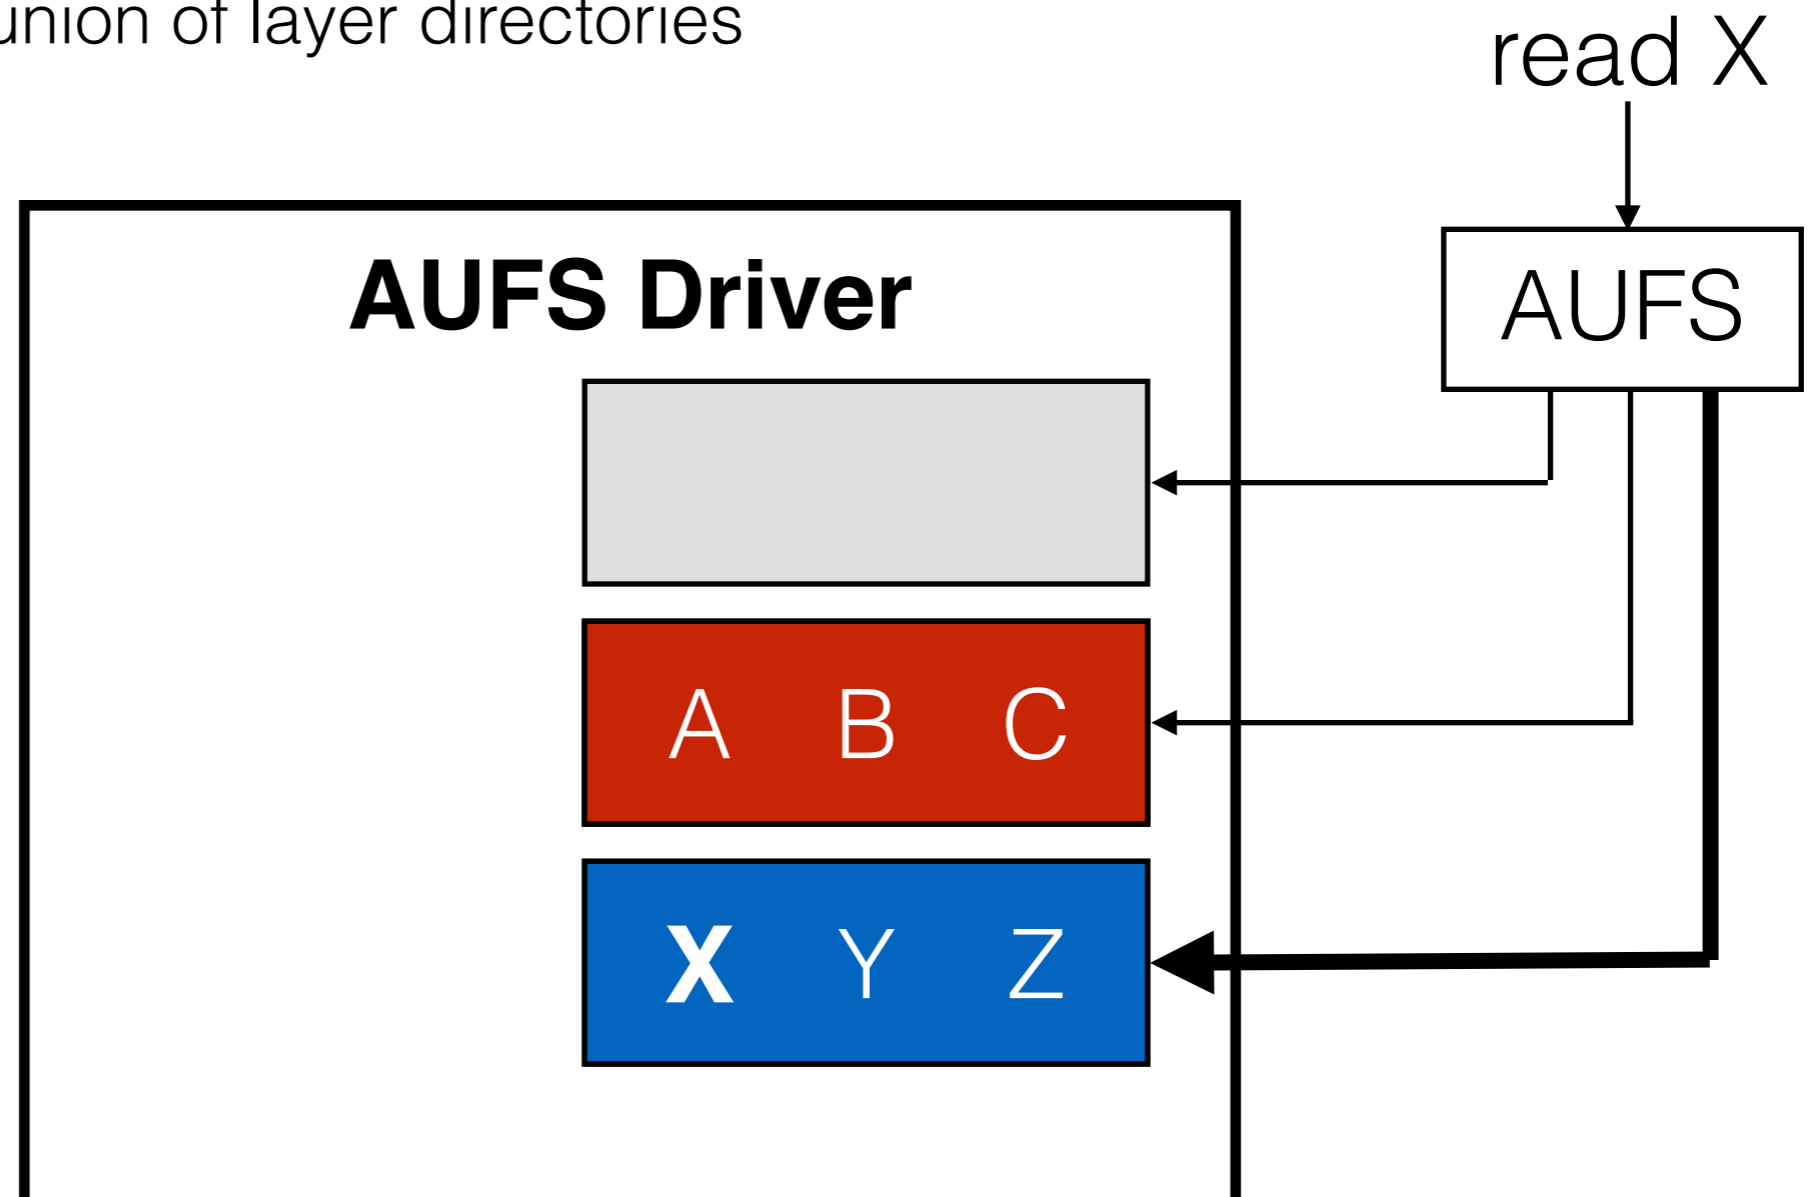 union of layer directories
read X
AUFS Driver
AUFS
A B C
X Y Z